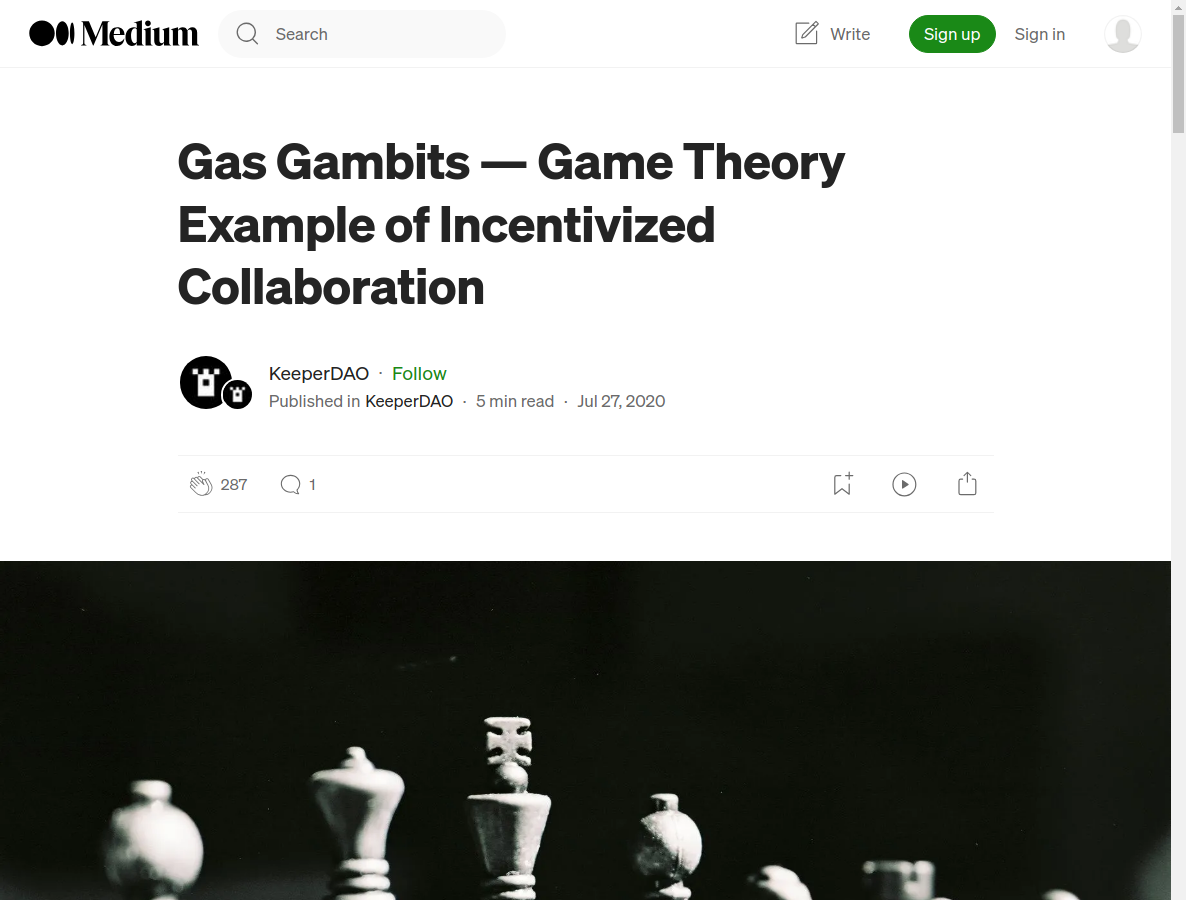 Medium
Search
Write
Sign up
Sign in
Gas Gambits — Game Theory
Example of Incentivized
Collaboration
KeeperDAO · Follow
Published in KeeperDAO · 5 min read · Jul 27, 2020
287
1